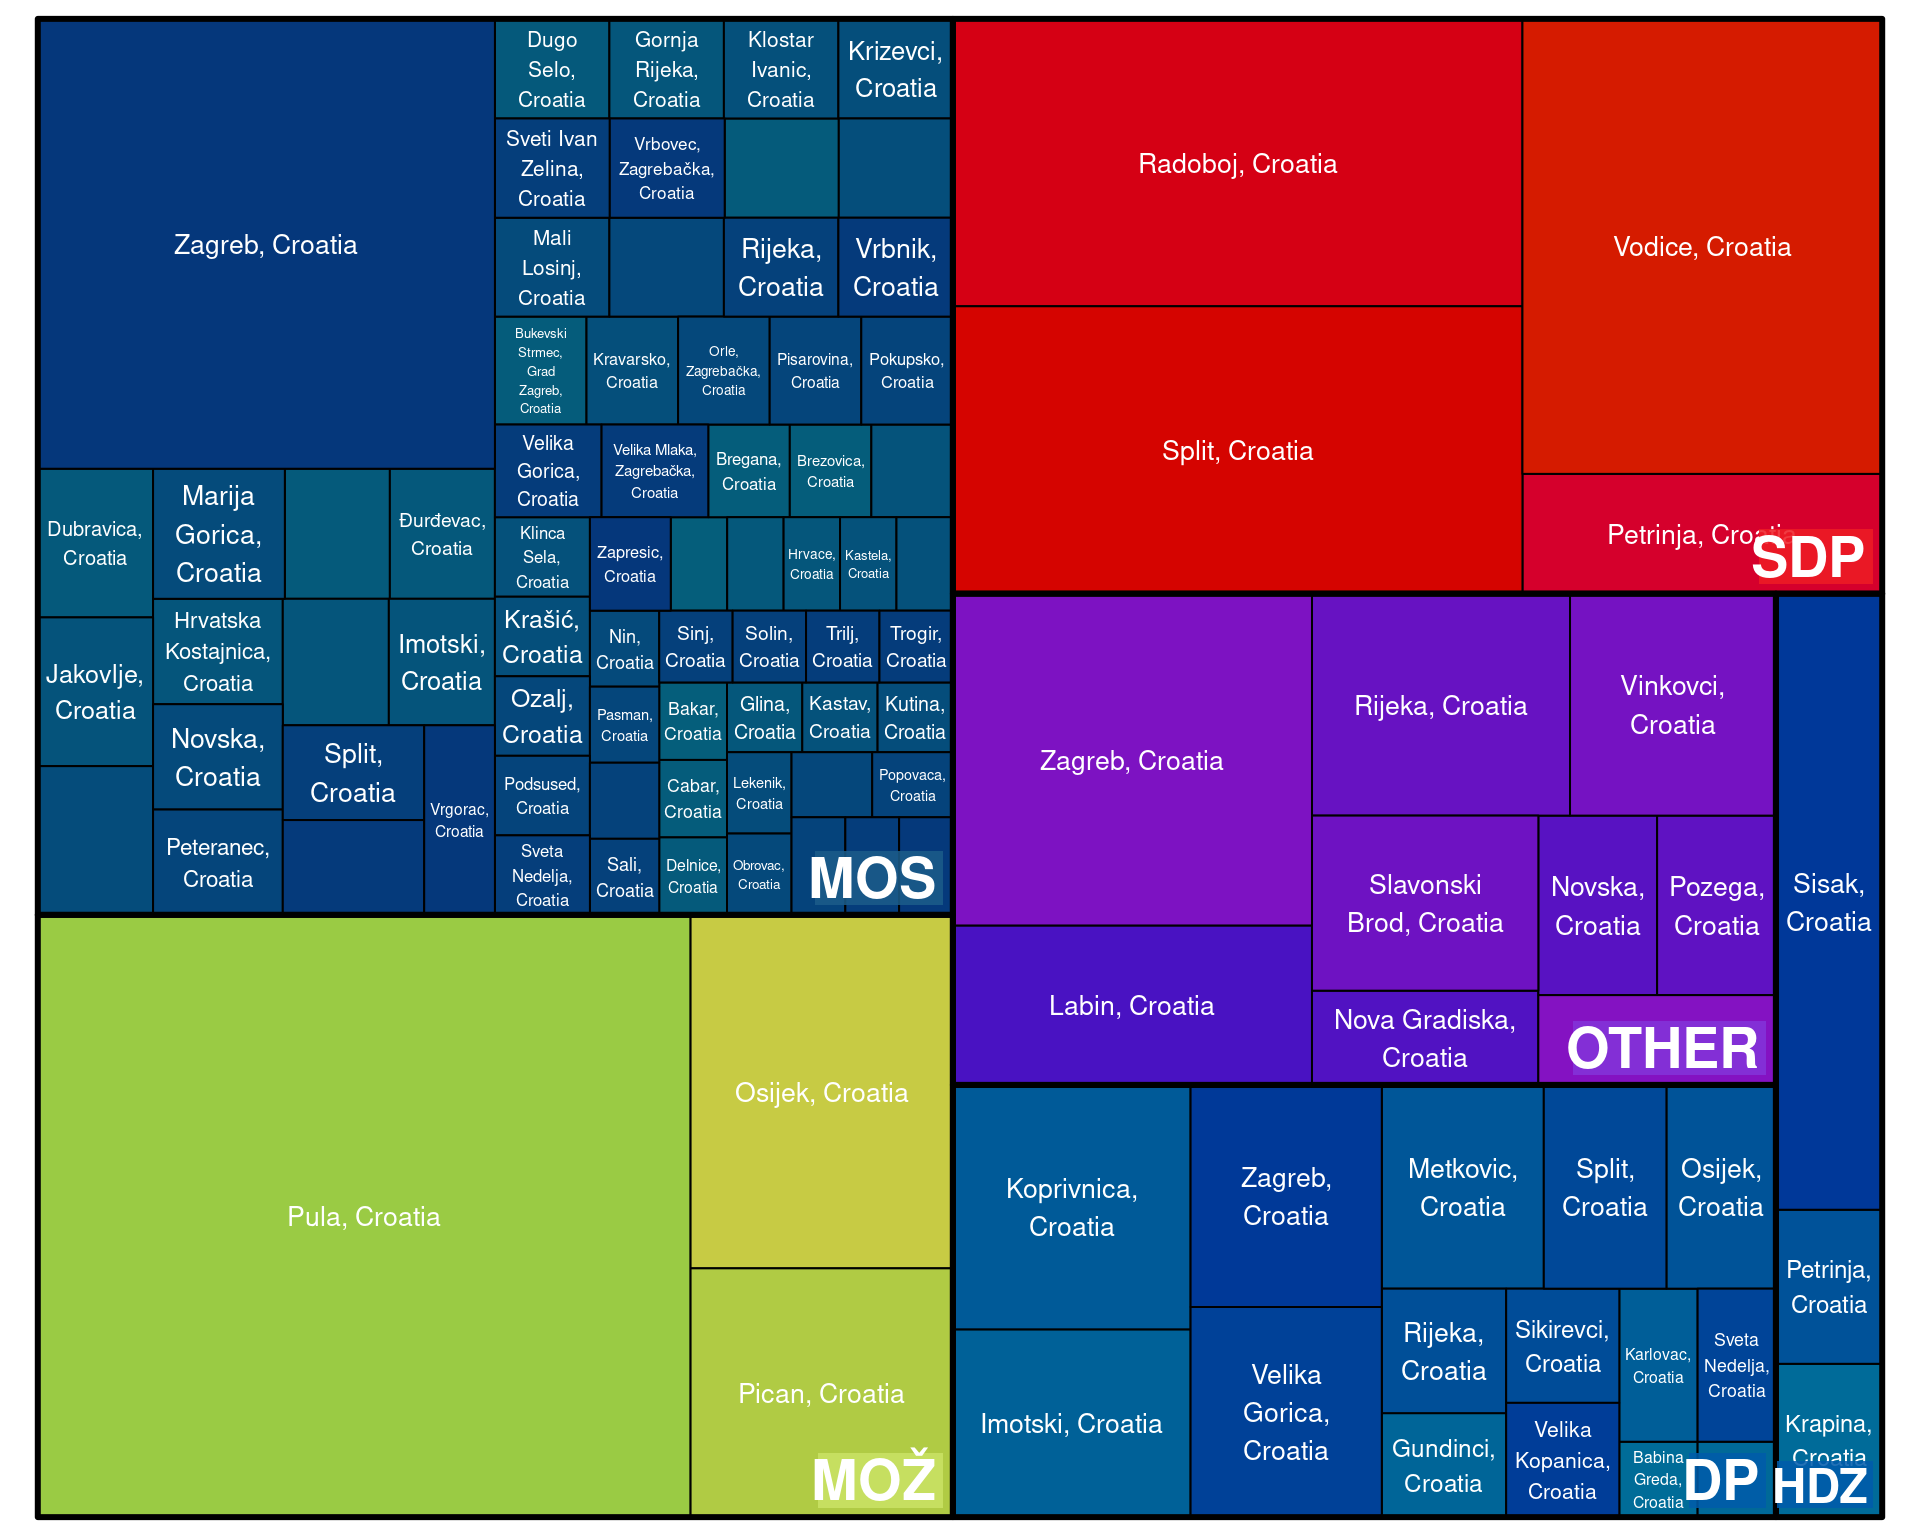 Zagreb, Croatia
Dugo
Selo,
Croatia
Gornja
Rijeka,
Croatia
Klostar
Ivanic,
Croatia
Krizevci,
Croatia
Sveti Ivan
Zelina,
Croatia
Vrbovec,
Zagrebačka,
Croatia
Mali
Losinj,
Croatia
Rijeka,
Croatia
Vrbnik,
Croatia
Bukevski
Strmec,
Grad
Zagreb,
Croatia
Kravarsko,
Croatia
Orle,
Zagrebačka,
Croatia
Pisarovina,
Croatia
Pokupsko,
Croatia
Velika
Gorica,
Croatia
Velika Mlaka,
Zagrebačka,
Croatia
Bregana,
Croatia
Brezovica,
Croatia
Dubravica,
Croatia
Marija
Gorica,
Croatia
Đurđevac,
Croatia
Jakovlje,
Croatia
Hrvatska
Kostajnica,
Croatia
Imotski,
Croatia
Novska,
Croatia
Peteranec,
Croatia
Split,
Croatia
Vrgorac,
Croatia
Klinca
Sela,
Croatia
Zapresic,
Croatia
Hrvace,
Croatia
Kastela,
Croatia
Krašić,
Croatia
Ozalj,
Croatia
Podsused,
Croatia
Sveta
Nedelja,
Croatia
Nin,
Croatia
Sinj,
Croatia
Solin,
Croatia
Trilj,
Croatia
Trogir,
Croatia
Pasman,
Croatia
Sali,
Croatia
Bakar,
Croatia
Glina,
Croatia
Kastav,
Croatia
Kutina,
Croatia
Cabar,
Croatia
Lekenik,
Croatia
Popovaca,
Croatia
Delnice,
Croatia
Obrovac,
Croatia
MOS
Pula, Croatia
Osijek, Croatia
Pican, Croatia
MOŽ
Radoboj, Croatia
Split, Croatia
Vodice, Croatia
Petrinja, Croatia
SDP
Zagreb, Croatia
Labin, Croatia
Rijeka, Croatia
Vinkovci,
Croatia
Slavonski
Brod, Croatia
Novska,
Croatia
Pozega,
Croatia
Nova Gradiska,
Croatia
OTHER
Koprivnica,
Croatia
Imotski, Croatia
Zagreb,
Croatia
Velika
Gorica,
Croatia
Metkovic,
Croatia
Split,
Croatia
Osijek,
Croatia
Rijeka,
Croatia
Gundinci,
Croatia
Sikirevci,
Croatia
Velika
Kopanica,
Croatia
Karlovac,
Croatia
Sveta
Nedelja,
Croatia
Babina
Greda,
Croatia
DP
Sisak,
Croatia
Petrinja,
Croatia
Krapina,
Croatia
HDZ